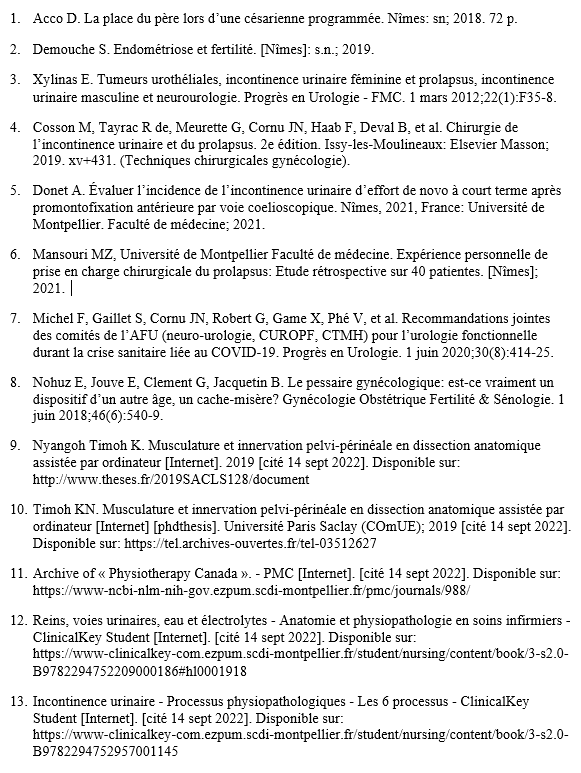 1. Acco D. La place du père lors d’une césarienne programmée. Nîmes: sn; 2018. 72 p.
2. Demouche S. Endométriose et fertilité. [Nîmes]: s.n.; 2019.
3. Xylinas E. Tumeurs urothéliales, incontinence urinaire féminine et prolapsus, incontinence
urinaire masculine et neurourologie. Progrès en Urologie - FMC. 1 mars 2012;22(1):F35-8.
4. Cosson M, Tayrac R de, Meurette G, Cornu JN, Haab F, Deval B, et al. Chirurgie de
l’incontinence urinaire et du prolapsus. 2e édition. Issy-les-Moulineaux: Elsevier Masson;
2019. xv+431. (Techniques chirurgicales gynécologie).
5. Donet A. Évaluer l’incidence de l’incontinence urinaire d’effort de novo à court terme après
promontofixation antérieure par voie coelioscopique. Nîmes, 2021, France: Université de
Montpellier. Faculté de médecine; 2021.
6. Mansouri MZ, Université de Montpellier Faculté de médecine. Expérience personnelle de
prise en charge chirurgicale du prolapsus: Etude rétrospective sur 40 patientes. [Nîmes];
2021.
7. Michel F, Gaillet S, Cornu JN, Robert G, Game X, Phé V, et al. Recommandations jointes
des comités de l’AFU (neuro-urologie, CUROPF, CTMH) pour l’urologie fonctionnelle
durant la crise sanitaire liée au COVID-19. Progrès en Urologie. 1 juin 2020;30(8):414-25.
8. Nohuz E, Jouve E, Clement G, Jacquetin B. Le pessaire gynécologique: est-ce vraiment un
dispositif d’un autre âge, un cache-misère? Gynécologie Obstétrique Fertilité & Sénologie. 1
juin 2018;46(6):540-9.
9. Nyangoh Timoh K. Musculature et innervation pelvi-périnéale en dissection anatomique
assistée par ordinateur [Internet]. 2019 [cité 14 sept 2022]. Disponible sur:
http://www.theses.fr/2019SACLS128/document
10. Timoh KN. Musculature et innervation pelvi-périnéale en dissection anatomique assistée par
ordinateur [Internet] [phdthesis]. Université Paris Saclay (COmUE); 2019 [cité 14 sept 2022].
Disponible sur: https://tel.archives-ouvertes.fr/tel-03512627
11. Archive of « Physiotherapy Canada ». - PMC [Internet]. [cité 14 sept 2022]. Disponible sur:
https://www-ncbi-nlm-nih-gov.ezpum.scdi-montpellier.fr/pmc/journals/988/
12. Reins, voies urinaires, eau et électrolytes - Anatomie et physiopathologie en soins infirmiers -
ClinicalKey Student [Internet]. [cité 14 sept 2022]. Disponible sur:
https://www-clinicalkey-com.ezpum.scdi-montpellier.fr/student/nursing/content/book/3-s2.0-
B9782294752209000186#hl0001918
13. Incontinence urinaire - Processus physiopathologiques - Les 6 processus - ClinicalKey
Student [Internet]. [cité 14 sept 2022]. Disponible sur:
https://www-clinicalkey-com.ezpum.scdi-montpellier.fr/student/nursing/content/book/3-s2.0-
B9782294752957001145